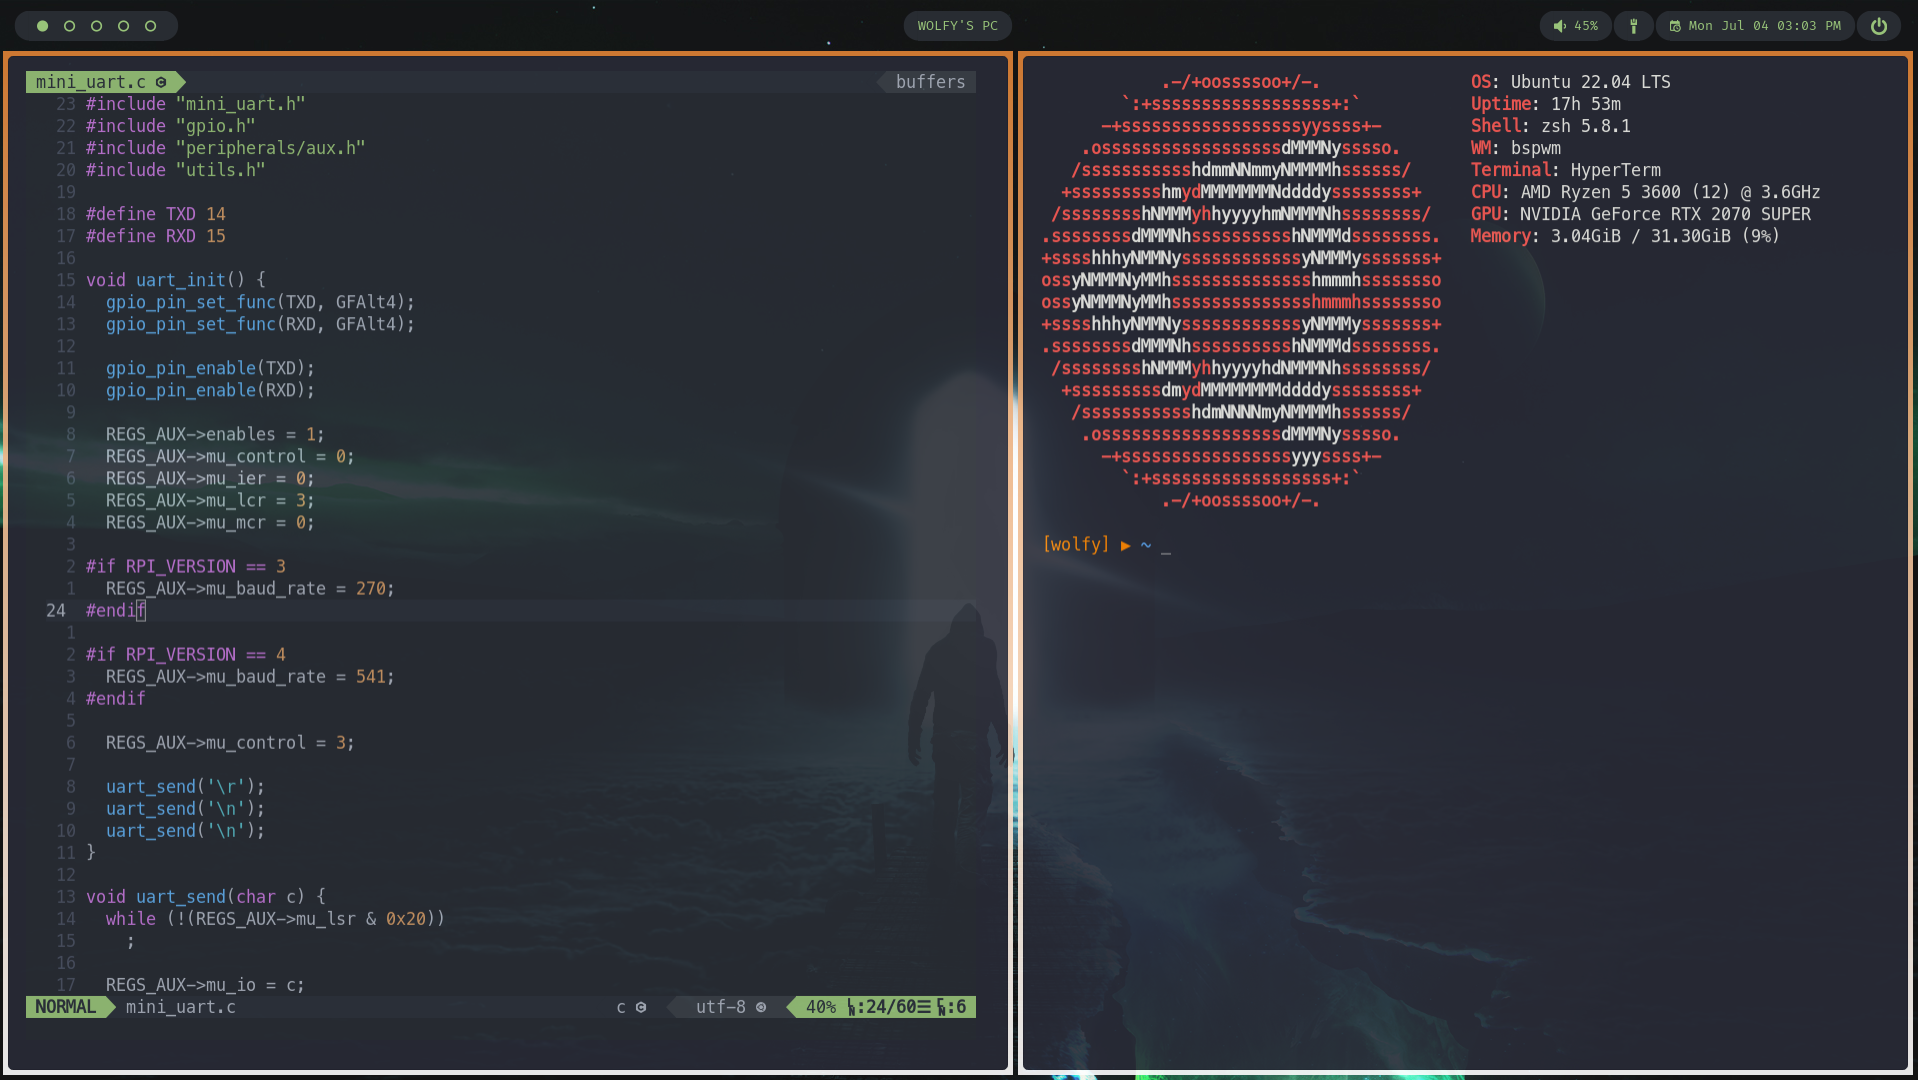 WOLFY'S PC
45%
Mon Jul 04 03:03 PM
mini_uart.c
buffers
23 #include "mini_uart.h"
22 #include "gpio.h"
21 #include "peripherals/aux.h"
20 #include "utils.h"
19
18 #define TXD 14
17 #define RXD 15
16
15 void uart_init() {
14   gpio_pin_set_func(TXD, GFAlt4);
13   gpio_pin_set_func(RXD, GFAlt4);
12
11   gpio_pin_enable(TXD);
10   gpio_pin_enable(RXD);
9
8   REGS_AUX->enables = 1;
7   REGS_AUX->mu_control = 0;
6   REGS_AUX->mu_ier = 0;
5   REGS_AUX->mu_lcr = 3;
4   REGS_AUX->mu_mcr = 0;
3
2 #if RPI_VERSION == 3
1   REGS_AUX->mu_baud_rate = 270;
24 #endif
1
2 #if RPI_VERSION == 4
3   REGS_AUX->mu_baud_rate = 541;
4 #endif
5
6   REGS_AUX->mu_control = 3;
7
8   uart_send('\r');
9   uart_send('\n');
10   uart_send('\n');
11 }
12
13 void uart_send(char c) {
14   while (!(REGS_AUX->mu_lsr & 0x20))
15     ;
16
17   REGS_AUX->mu_io = c;
NORMAL mini_uart.c c utf-8 40% :24/60 :6
.-/+oossssoo+/-.
`:+ssssssssssssssssss+:`
-+ssssssssssssssssssyyssss+-
.ossssssssssssssssssdMMMNysssso.
/ssssssssssshdmmNNmmyNMMMMhssssss/
+ssssssssshmydMMMMMMMNddddyssssssss+
/sssssssshNMMMyhhyyyyhmNMMMNhssssssss/
.ssssssssdMMMNhsssssssssshNMMMdssssssss.
+sssshhhyNMMNyssssssssssssyNMMMysssssss+
ossyNMMMNyMMhsssssssssssssshmmmhssssssso
ossyNMMMNyMMhsssssssssssssshmmmhssssssso
+sssshhhyNMMNyssssssssssssyNMMMysssssss+
.ssssssssdMMMNhsssssssssshNMMMdssssssss.
/sssssssshNMMMyhhyyyyhdNMMMNhssssssss/
+sssssssssdmydMMMMMMMMddddyssssssss+
/ssssssssssshdmNNNNmyNMMMMhssssss/
.ossssssssssssssssssdMMMNysssso.
-+sssssssssssssssssyyyssss+-
`:+ssssssssssssssssss+:`
.-/+oossssoo+/-.
OS: Ubuntu 22.04 LTS
Uptime: 17h 53m
Shell: zsh 5.8.1
WM: bspwm
Terminal: HyperTerm
CPU: AMD Ryzen 5 3600 (12) @ 3.6GHz
GPU: NVIDIA GeForce RTX 2070 SUPER
Memory: 3.04GiB / 31.30GiB (9%)
[wolfy] ▶ ~ _